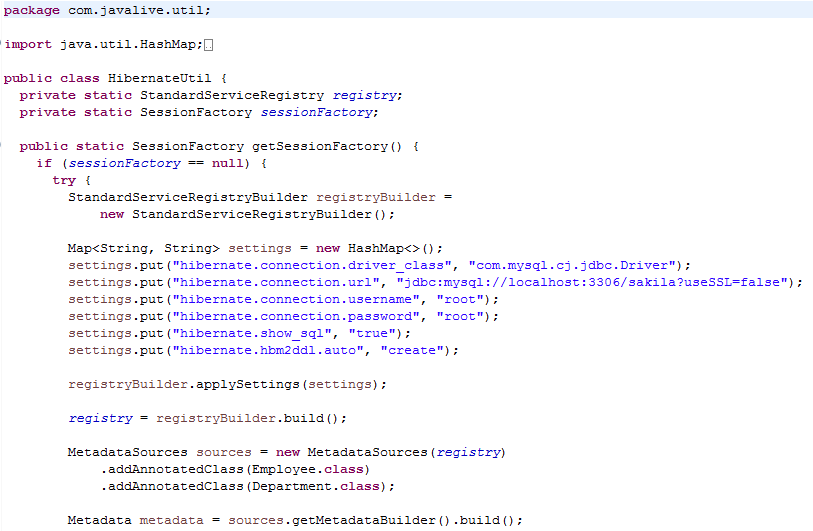 package com.javalive.util;
import java.util.HashMap;
public class HibernateUtil {
private static StandardServiceRegistry registry;
private static SessionFactory sessionFactory;
public static SessionFactory getSessionFactory() {
if (sessionFactory == null) {
try {
StandardServiceRegistryBuilder registryBuilder =
new StandardServiceRegistryBuilder();
Map<String, String> settings = new HashMap<>();
settings.put("hibernate.connection.driver_class", "com.mysql.cj.jdbc.Driver");
settings.put("hibernate.connection.url", "jdbc:mysql://localhost:3306/sakila?useSSL=false");
settings.put("hibernate.connection.username", "root");
settings.put("hibernate.connection.password", "root");
settings.put("hibernate.show_sql", "true");
settings.put("hibernate.hbm2ddl.auto", "create");
registryBuilder.applySettings(settings);
registry = registryBuilder.build();
MetadataSources sources = new MetadataSources(registry)
.addAnnotatedClass(Employee.class)
.addAnnotatedClass(Department.class);
Metadata metadata = sources.getMetadataBuilder().build();